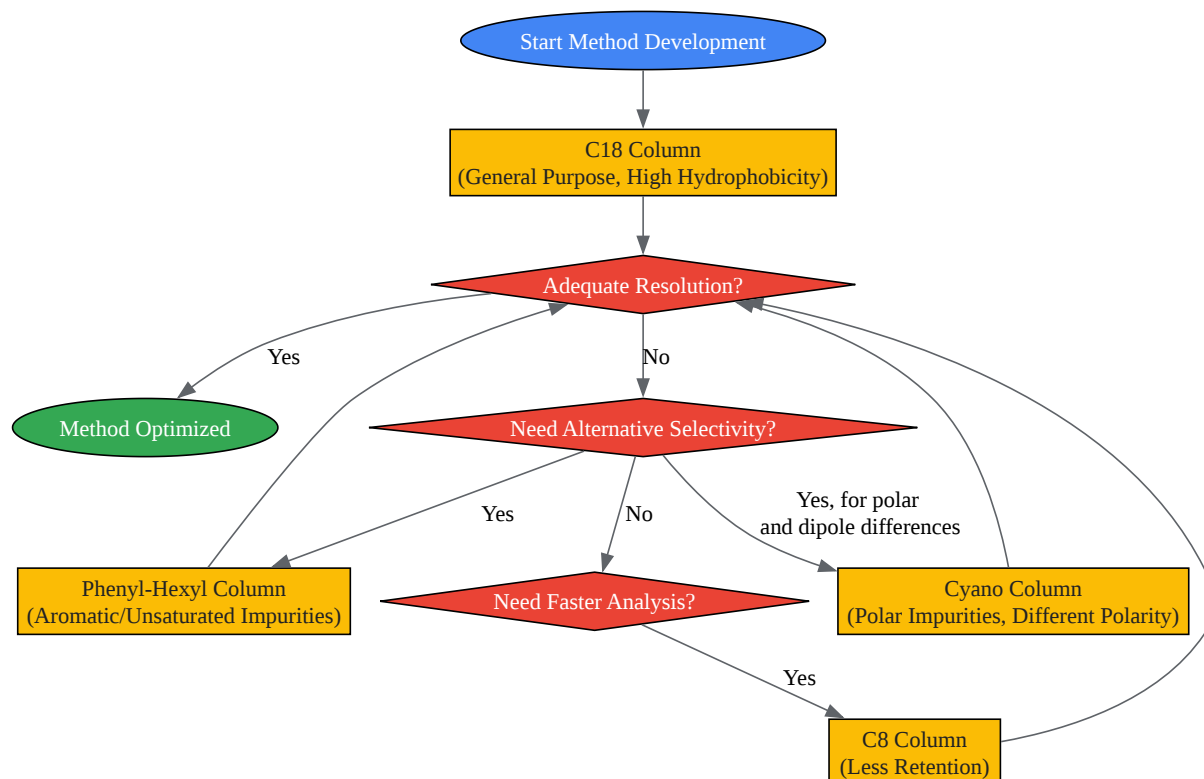 Start Method Development
C18 Column
(General Purpose, High Hydrophobicity)
Adequate Resolution?
Yes
No
Method Optimized
Need Alternative Selectivity?
Yes
No
Yes, for polar
and dipole differences
Phenyl-Hexyl Column
(Aromatic/Unsaturated Impurities)
Need Faster Analysis?
Cyano Column
(Polar Impurities, Different Polarity)
Yes
C8 Column
(Less Retention)